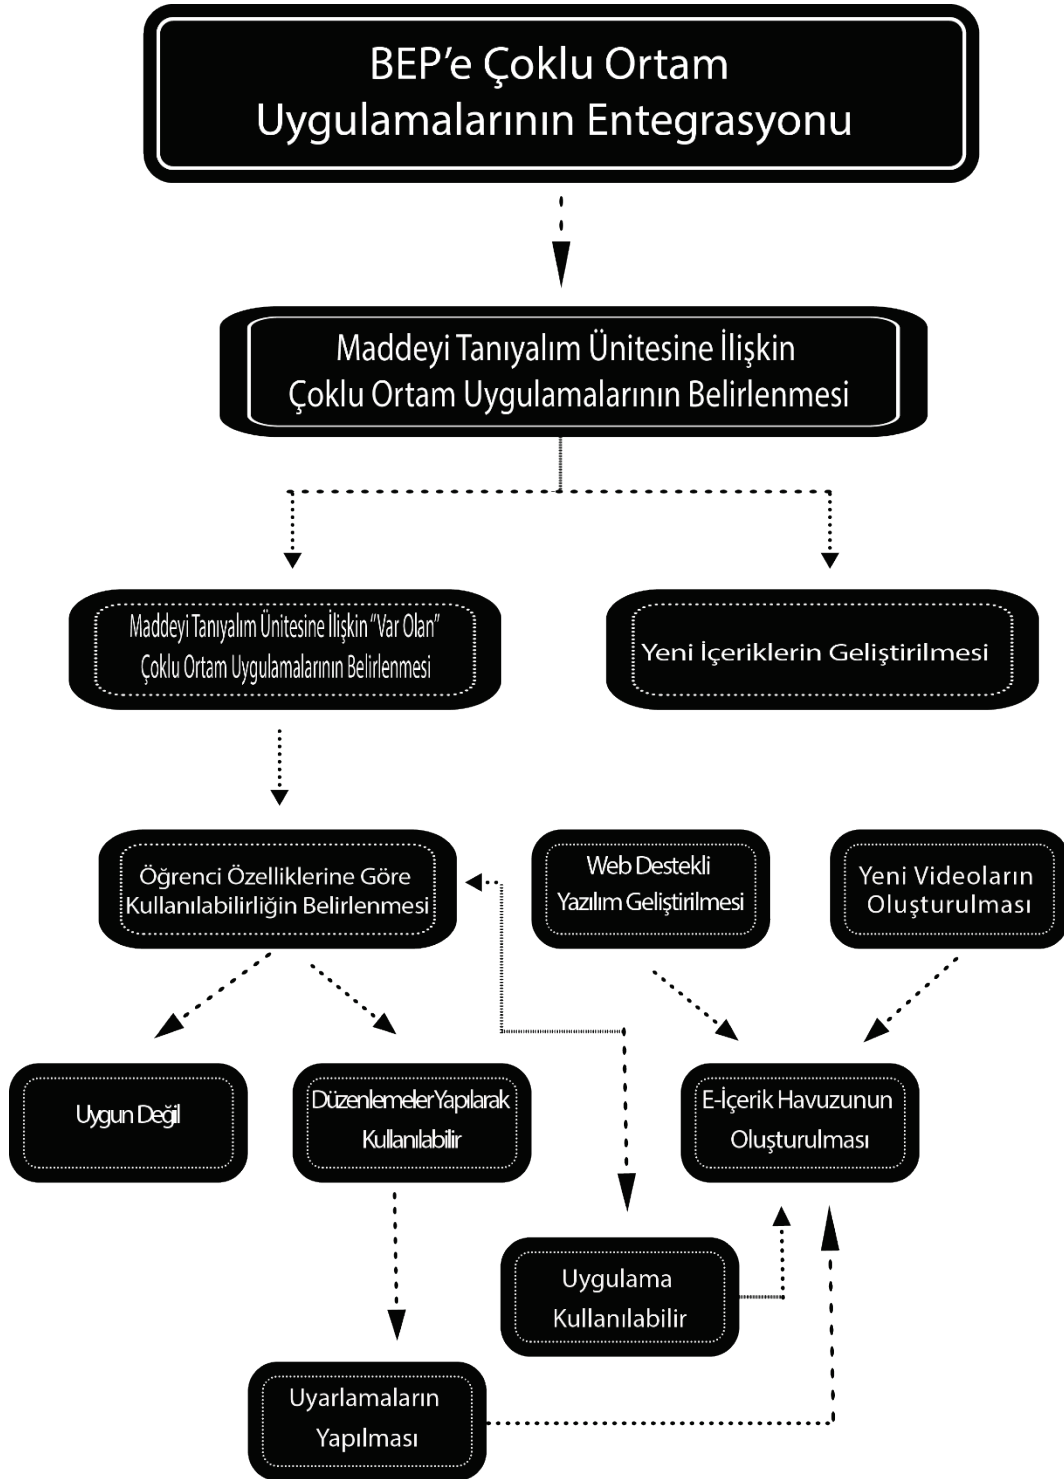 BEP’e Çoklu Ortam
Uygulamalarının Entegrasyonu
Maddeyi Tanıyalım Ünitesine İlişkin
Çoklu Ortam Uygulamalarının Belirlenmesi
Maddeyi Tanıyalım Ünitesine İlişkin “Var Olan”
Çoklu Ortam Uygulamalarının Belirlenmesi
Yeni İçeriklerin Geliştirilmesi
Öğrenci Özelliklerine Göre
Kullanılabilirliğin Belirlenmesi
Web Destekli
Yazılım Geliştirilmesi
Yeni Videoların
Oluşturulması
Uygun Değil
Düzenlemeler Yapılarak
Kullanılabilir
E-İçerik Havuzunun
Oluşturulması
Uygulama
Kullanılabilir
Uyarlamaların
Yapılması